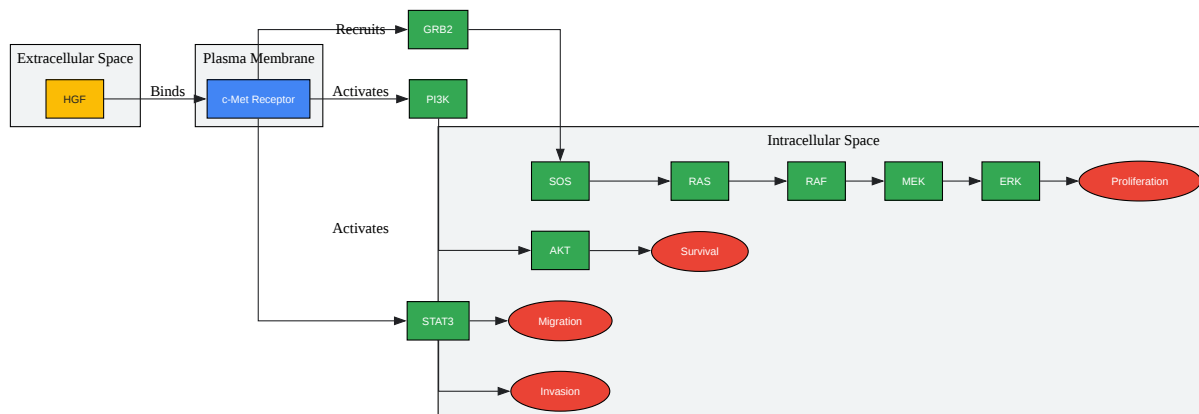 Recruits
GRB2
Extracellular Space
Plasma Membrane
HGF
Binds
c-Met Receptor
Activates
PI3K
Intracellular Space
SOS
RAS
RAF
MEK
ERK
Proliferation
Activates
AKT
Survival
STAT3
Migration
Invasion